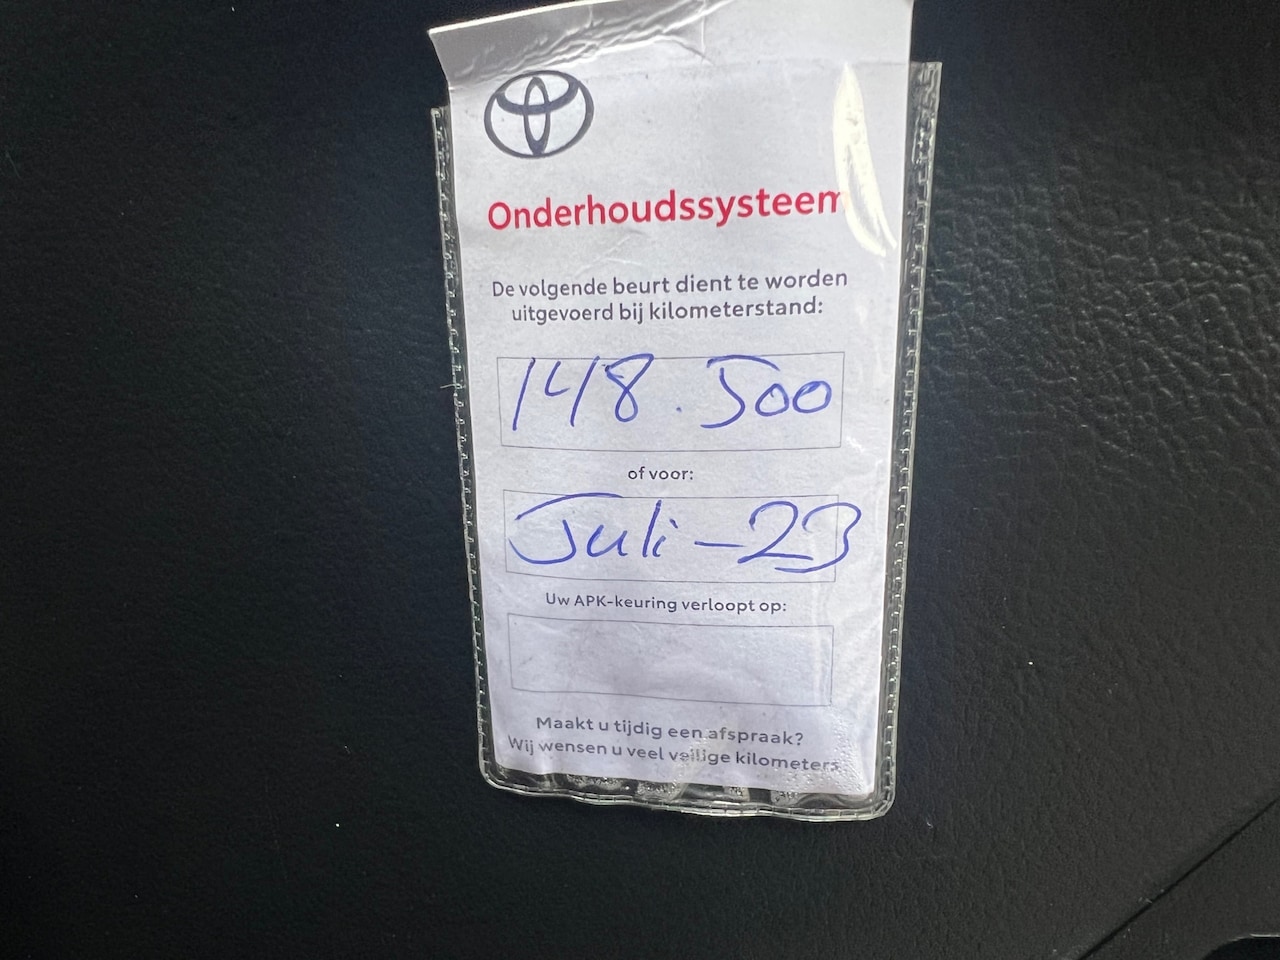 Onderhoudssysteem
De volgende beurt dient te worden
uitgevoerd bij kilometerstand:
148.500
of voor:
Juli-23
Uw APK-keuring verloopt op:
Maakt u tijdig een afspraak?
Wij wensen u veel veilige kilometers